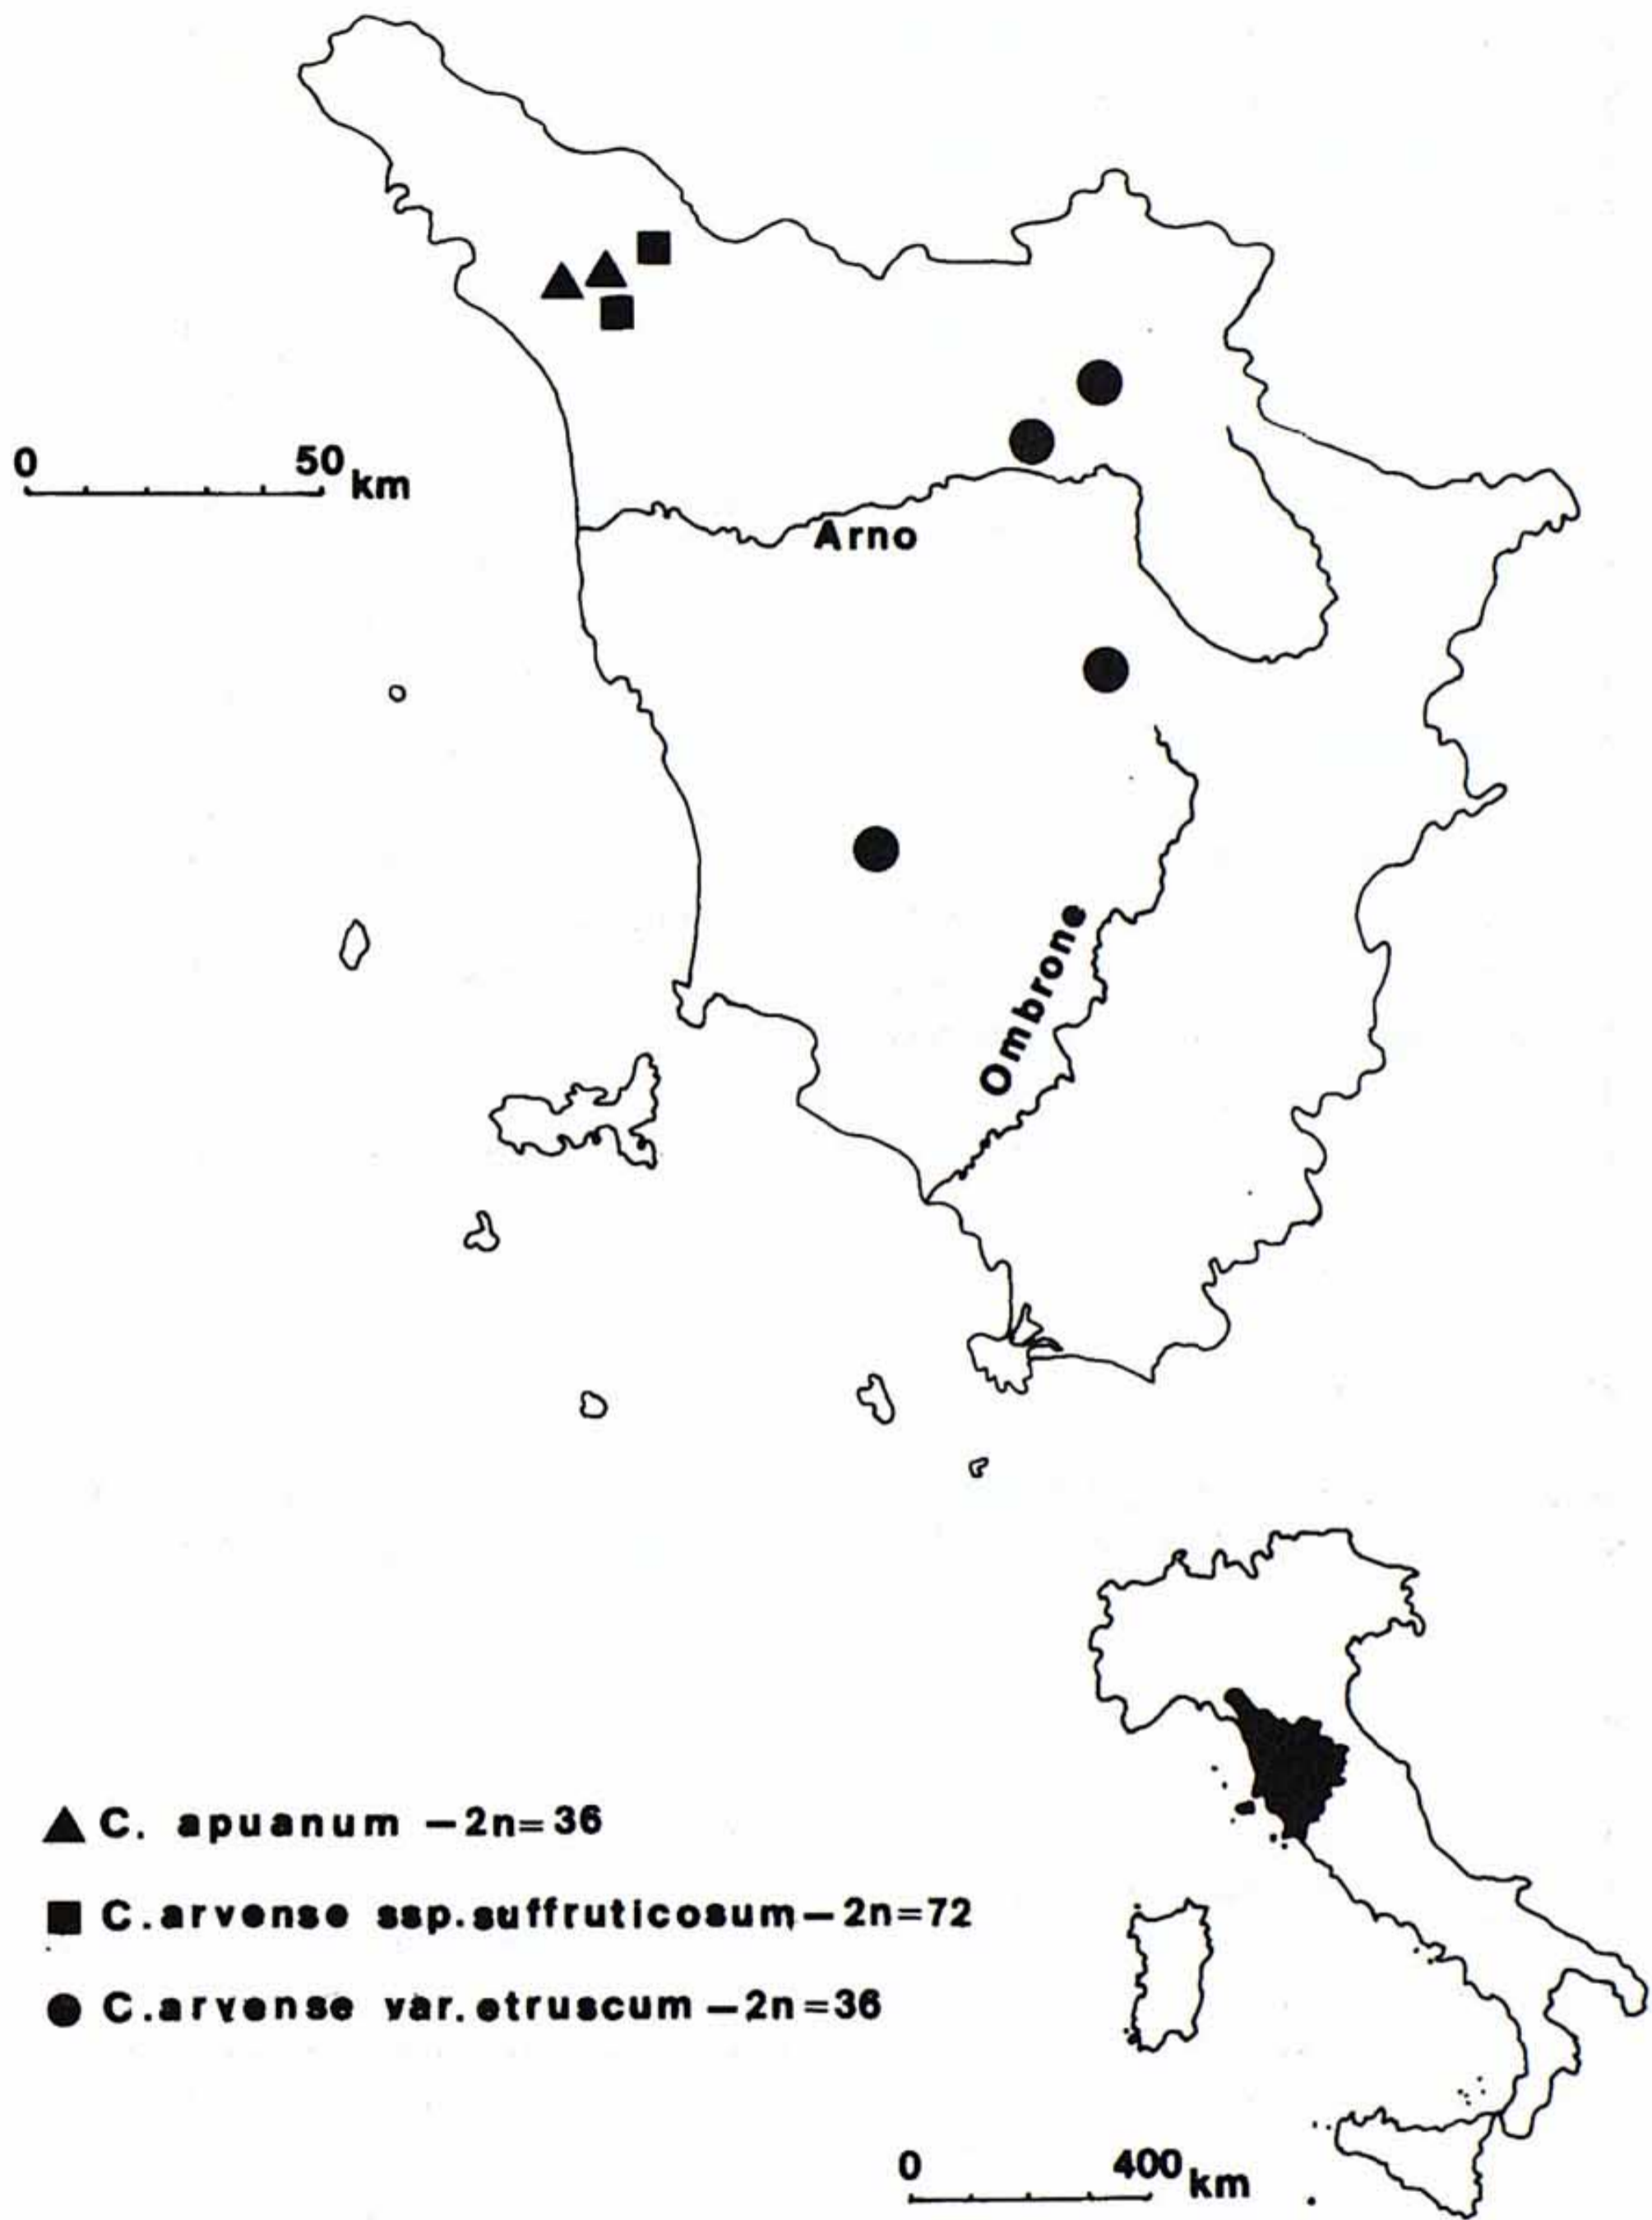 0 50 km
Arno
Ombrone
▲ C. apuanum – 2n= 36
■ C. arvense ssp. suffruticosum – 2n=72
● C. arvense var. etruscum – 2n=36
0 400 km